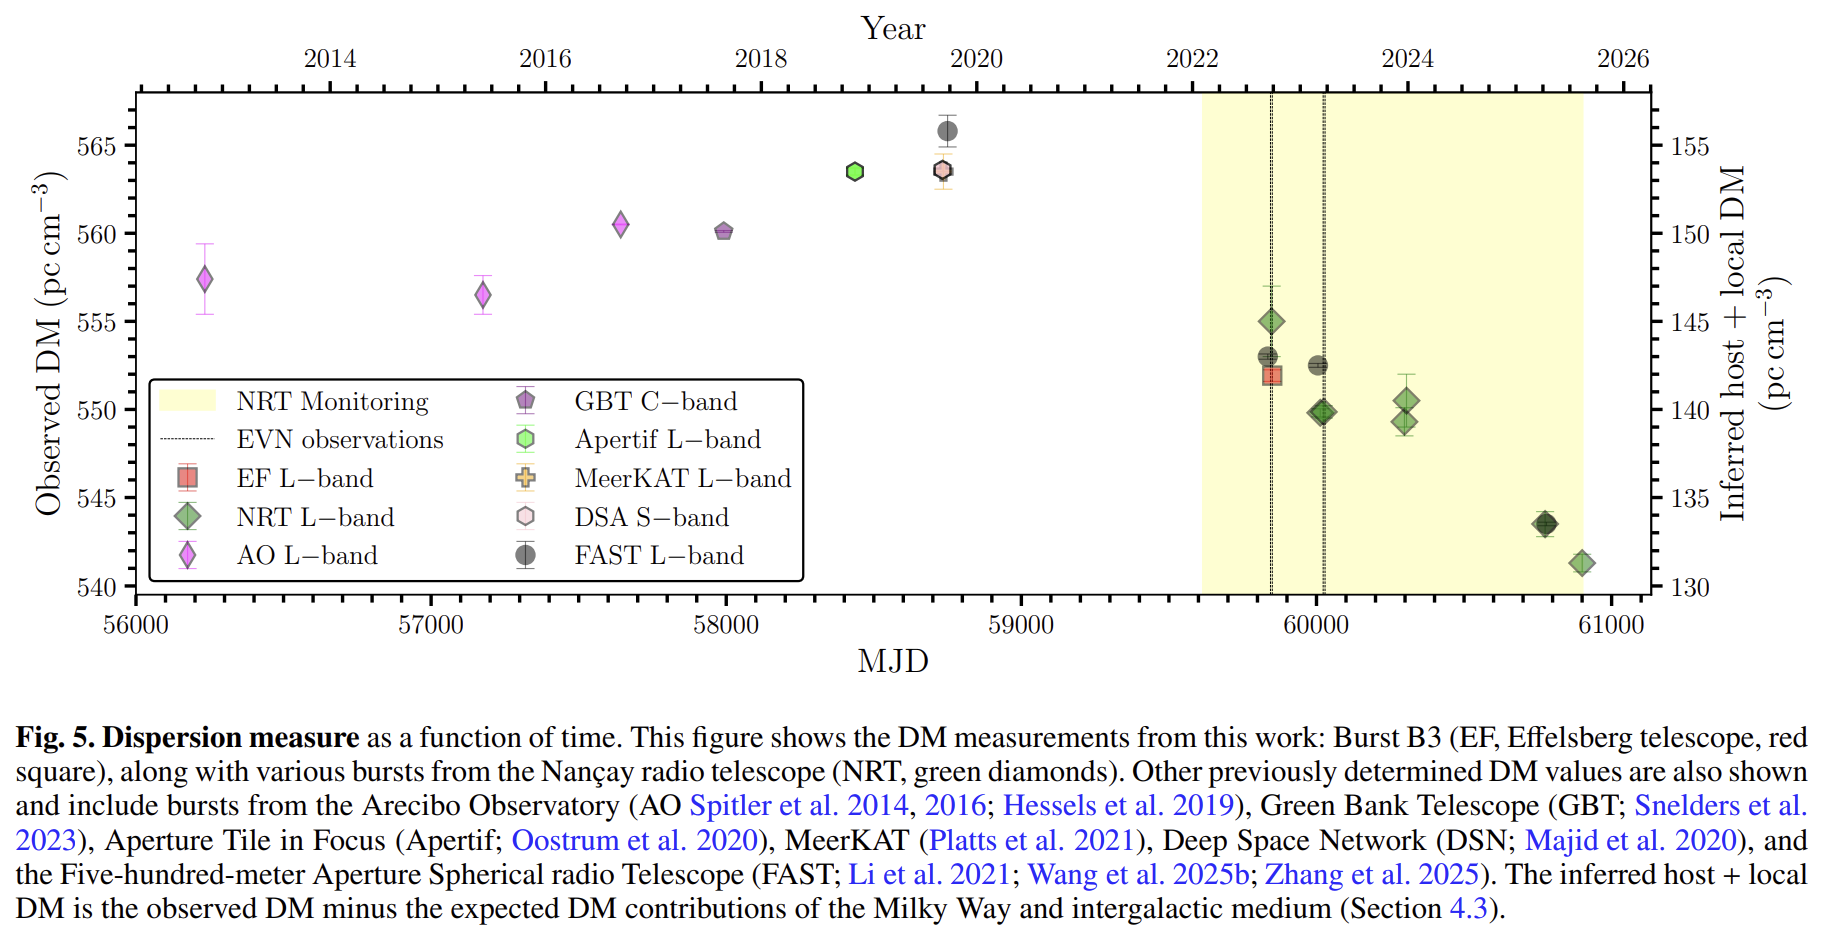 Year
2014 2016 2018 2020 2022 2024 2026
565 155
560 150
555 145
550 140
545 135
540 130
Observed DM (pc cm−3)
Inferred host + local DM
(pc cm−3)
NRT Monitoring
EVN observations
EF L−band
NRT L−band
AO L−band
GBT C−band
Apertif L−band
MeerKAT L−band
DSA S−band
FAST L−band
56000 57000 58000 59000 60000 61000
MJD
Fig. 5. Dispersion measure as a function of time. This figure shows the DM measurements from this work: Burst B3 (EF, Effelsberg telescope, red
square), along with various bursts from the Nançay radio telescope (NRT, green diamonds). Other previously determined DM values are also shown
and include bursts from the Arecibo Observatory (AO Spitler et al. 2014, 2016; Hessels et al. 2019), Green Bank Telescope (GBT; Snelders et al.
2023), Aperture Tile in Focus (Apertif; Oostrum et al. 2020), MeerKAT (Platts et al. 2021), Deep Space Network (DSN; Majid et al. 2020), and
the Five-hundred-meter Aperture Spherical radio Telescope (FAST; Li et al. 2021; Wang et al. 2025b; Zhang et al. 2025). The inferred host + local
DM is the observed DM minus the expected DM contributions of the Milky Way and intergalactic medium (Section 4.3).